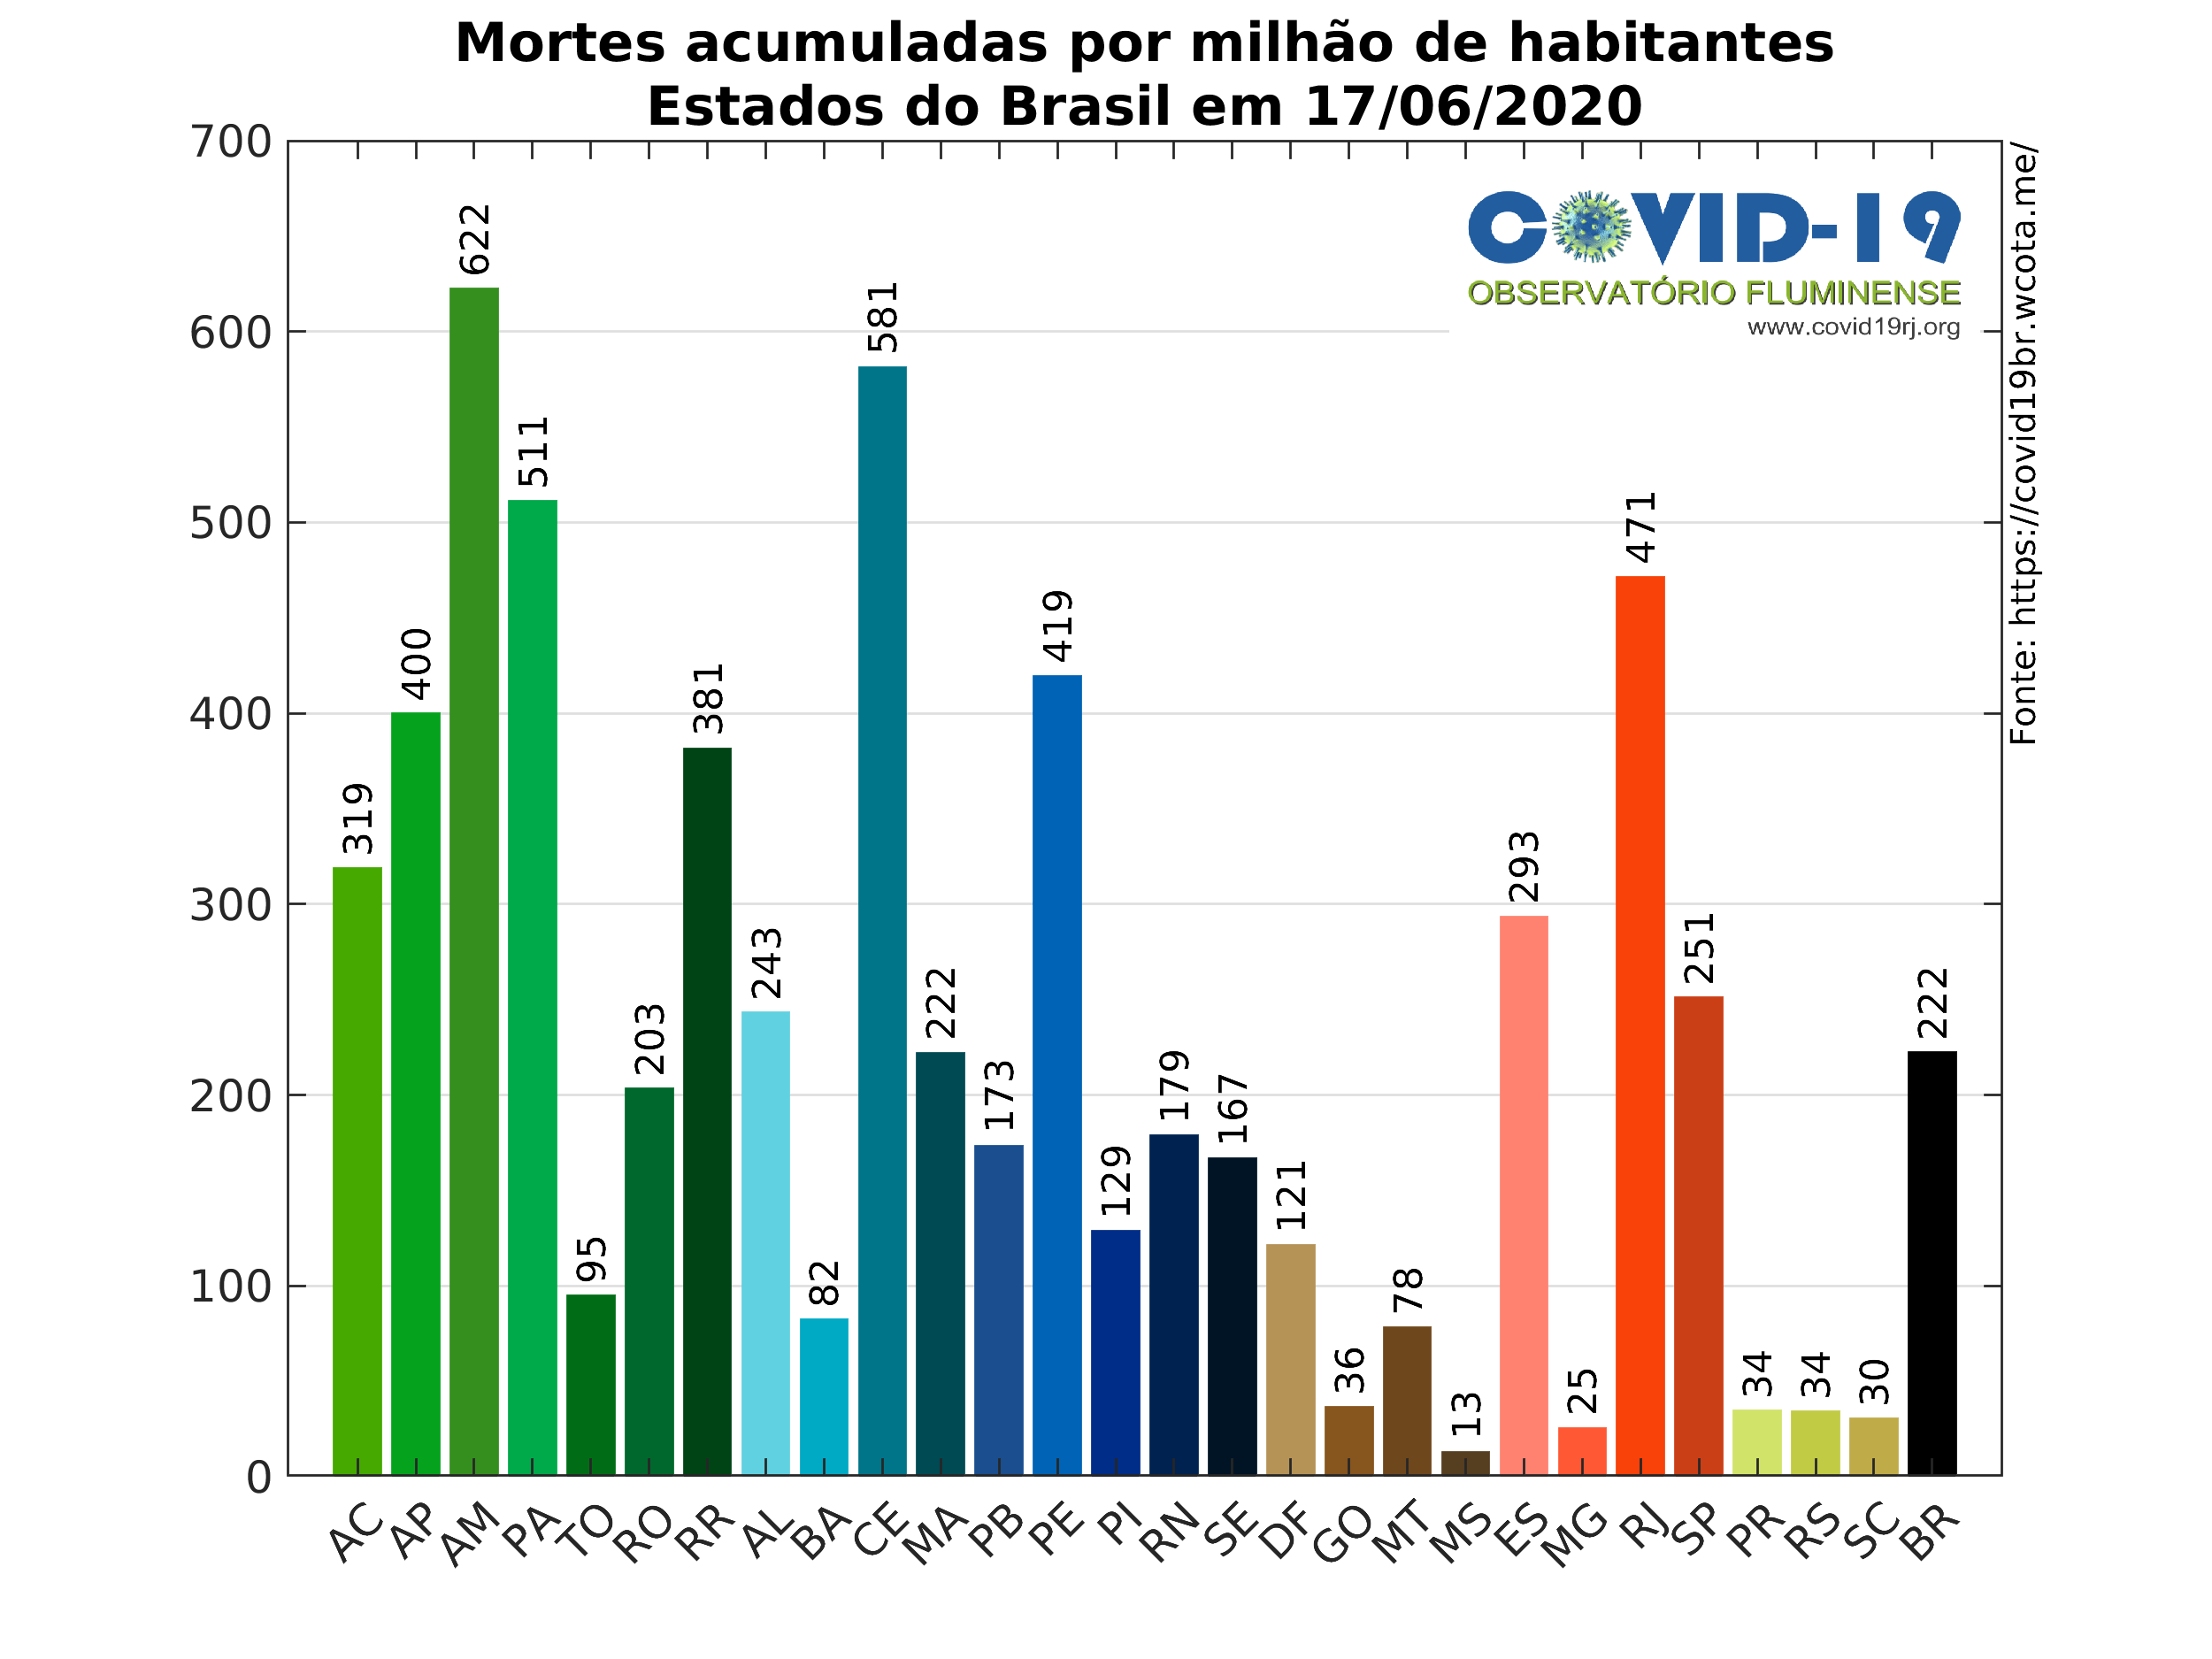 Mortes acumuladas por milhão de habitantes
Estados do Brasil em 17/06/2020
COVID-19
OBSERVATÓRIO FLUMINENSE
www.covid19rj.org
Fonte: https://covid19br.wcota.me/
700
600
500
400
300
200
100
0
319
400
622
511
95
203
381
243
82
581
222
173
419
129
179
167
121
36
78
13
293
25
471
251
34
34
30
222
AC
AP
AM
PA
TO
RO
RR
AL
BA
CE
MA
PB
PE
PI
RN
SE
DF
GO
MT
MS
ES
MG
RJ
SP
PR
RS
SC
BR